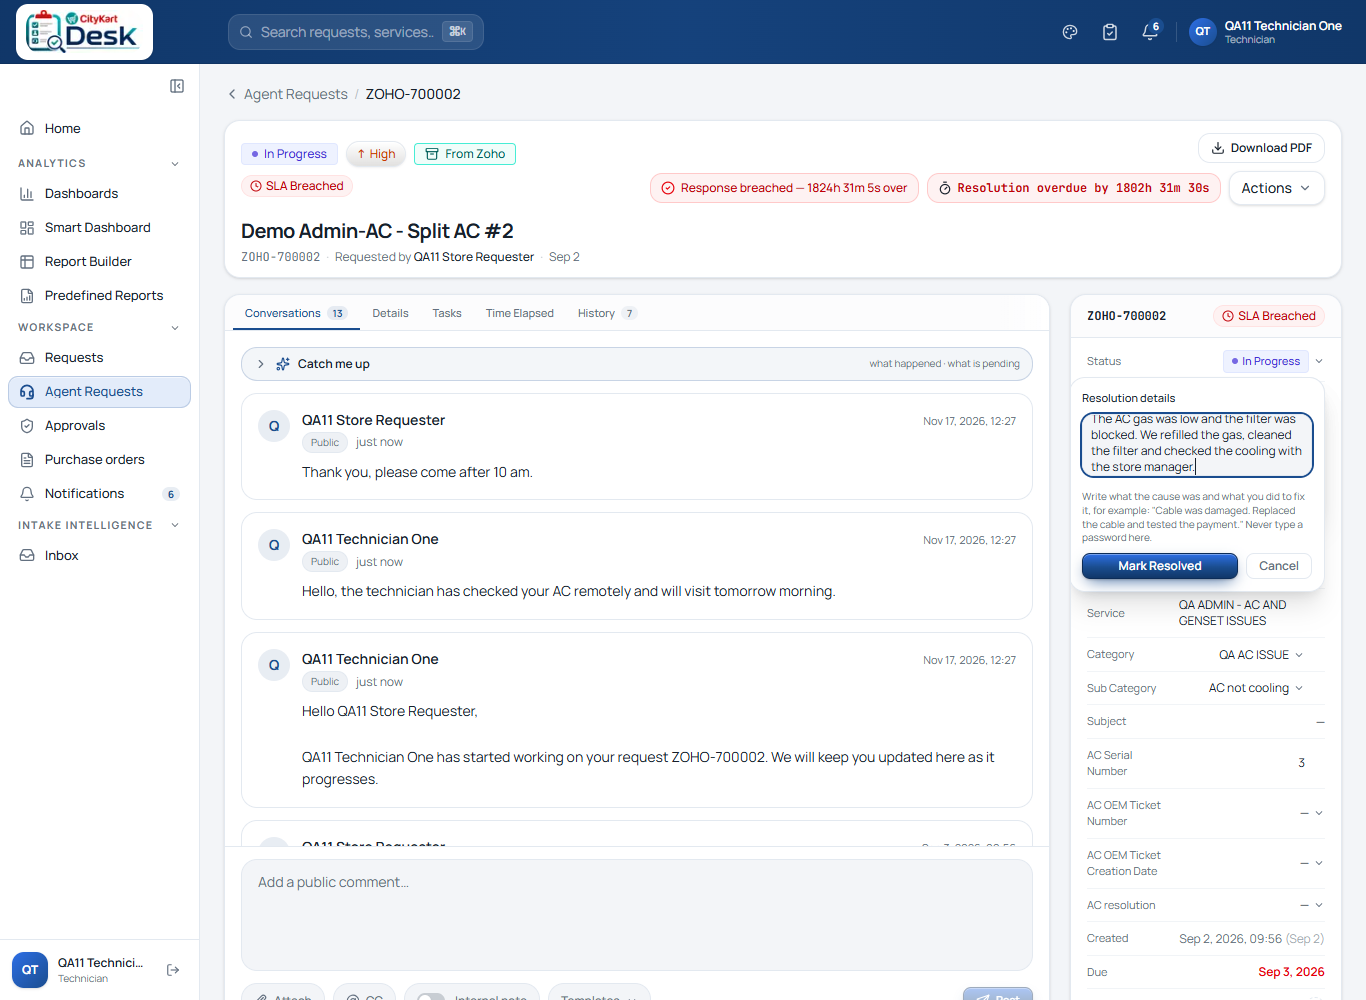 CityKart
Desk
Search requests, services..
⌘K
6
QT
QA11 Technician One
Technician
Home
ANALYTICS
Dashboards
Smart Dashboard
Report Builder
Predefined Reports
WORKSPACE
Requests
Agent Requests
Approvals
Purchase orders
Notifications
6
INTAKE INTELLIGENCE
Inbox
QT
QA11 Technici...
Technician
Agent Requests / ZOHO-700002
In Progress
↑ High
From Zoho
Download PDF
SLA Breached
Response breached — 1824h 31m 5s over
Resolution overdue by 1802h 31m 30s
Actions
Demo Admin-AC - Split AC #2
ZOHO-700002 · Requested by QA11 Store Requester · Sep 2
Conversations 13
Details
Tasks
Time Elapsed
History 7
Catch me up
what happened · what is pending
Q
QA11 Store Requester
Nov 17, 2026, 12:27
Public
just now
Thank you, please come after 10 am.
Q
QA11 Technician One
Nov 17, 2026, 12:27
Public
just now
Hello, the technician has checked your AC remotely and will visit tomorrow morning.
Q
QA11 Technician One
Nov 17, 2026, 12:27
Public
just now
Hello QA11 Store Requester,
QA11 Technician One has started working on your request ZOHO-700002. We will keep you updated here as it
progresses.
QA11 Store Requester
Add a public comment...
Attach
CC
Internal note
Templates
Post
ZOHO-700002
SLA Breached
Status
In Progress
Resolution details
The AC gas was low and the filter was
blocked. We refilled the gas, cleaned
the filter and checked the cooling with
the store manager.
Write what the cause was and what you did to fix
it, for example: "Cable was damaged. Replaced
the cable and tested the payment." Never type a
password here.
Mark Resolved
Cancel
Service
QA ADMIN - AC AND
GENSET ISSUES
Category
QA AC ISSUE
Sub Category
AC not cooling
Subject
—
AC Serial
Number
3
AC OEM Ticket
Number
—
AC OEM Ticket
Creation Date
—
AC resolution
—
Created
Sep 2, 2026, 09:56 (Sep 2)
Due
Sep 3, 2026